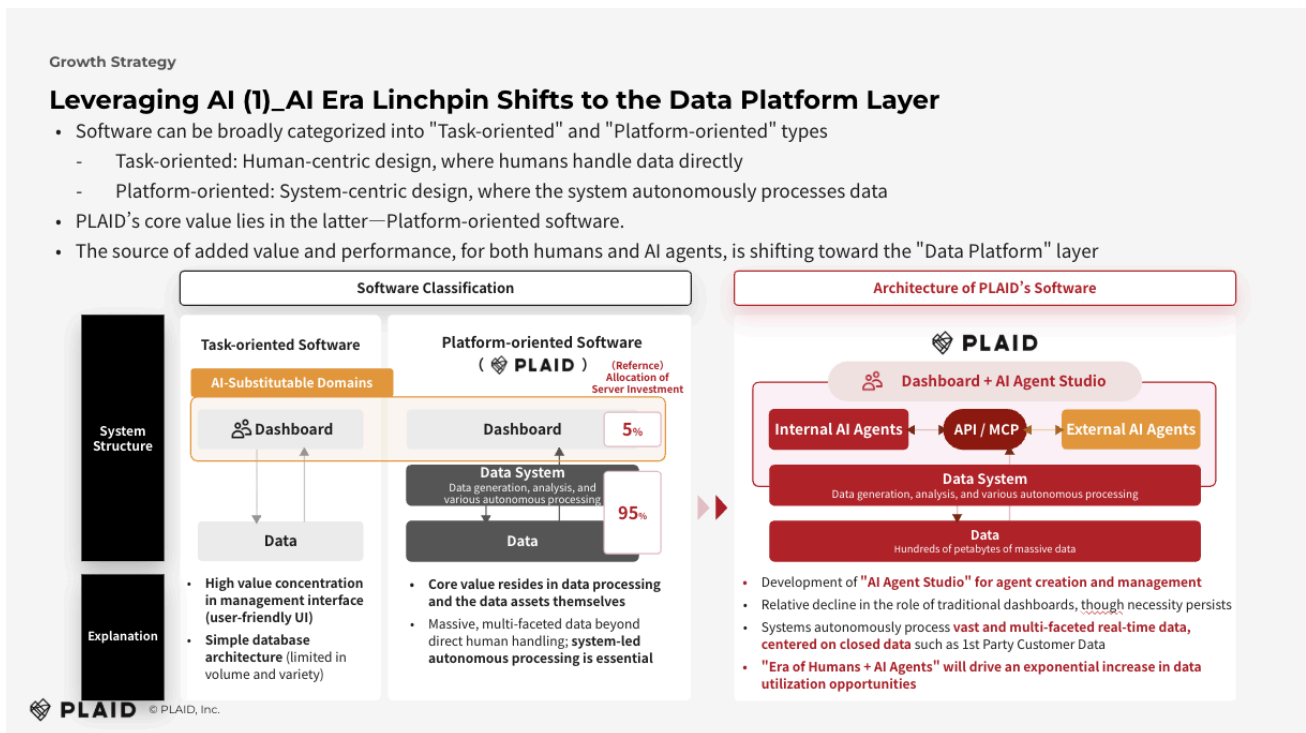 Growth Strategy
Leveraging AI (1)_AI Era Linchpin Shifts to the Data Platform Layer
• Software can be broadly categorized into "Task-oriented" and "Platform-oriented" types
- Task-oriented: Human-centric design, where humans handle data directly
- Platform-oriented: System-centric design, where the system autonomously processes data
• PLAID's core value lies in the latter—Platform-oriented software.
• The source of added value and performance, for both humans and AI agents, is shifting toward the "Data Platform" layer
Software Classification
System
Structure
Explanation
Task-oriented Software
AI-Substitutable Domains
Dashboard
Data
• High value concentration
in management interface
(user-friendly UI)
• Simple database
architecture (limited in
volume and variety)
Platform-oriented Software
( PLAID )
(Refernce)
Allocation of
Server Investment
Dashboard
5%
Data System
Data generation, analysis, and
various autonomous processing
95%
Data
• Core value resides in data processing
and the data assets themselves
• Massive, multi-faceted data beyond
direct human handling; system-led
autonomous processing is essential
Architecture of PLAID's Software
PLAID
Dashboard + AI Agent Studio
Internal AI Agents
API / MCP
External AI Agents
Data System
Data generation, analysis, and various autonomous processing
Data
Hundreds of petabytes of massive data
• Development of "AI Agent Studio" for agent creation and management
• Relative decline in the role of traditional dashboards, though necessity persists
• Systems autonomously process vast and multi-faceted real-time data,
centered on closed data such as 1st Party Customer Data
• "Era of Humans + AI Agents" will drive an exponential increase in data
utilization opportunities
PLAID © PLAID, Inc.